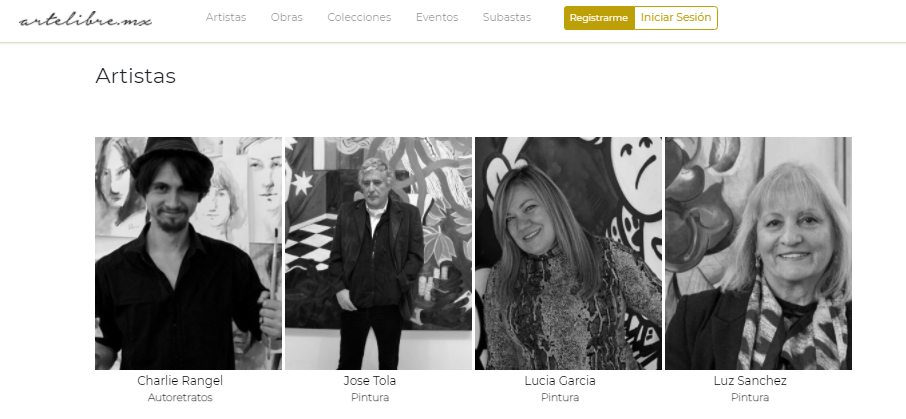 artelibre.mx Artistas Obras Colecciones Eventos Subastas Registrarme Iniciar Sesión
Artistas
Charlie Rangel Jose Tola Lucia Garcia Luz Sanchez
Autoretratos Pintura Pintura Pintura